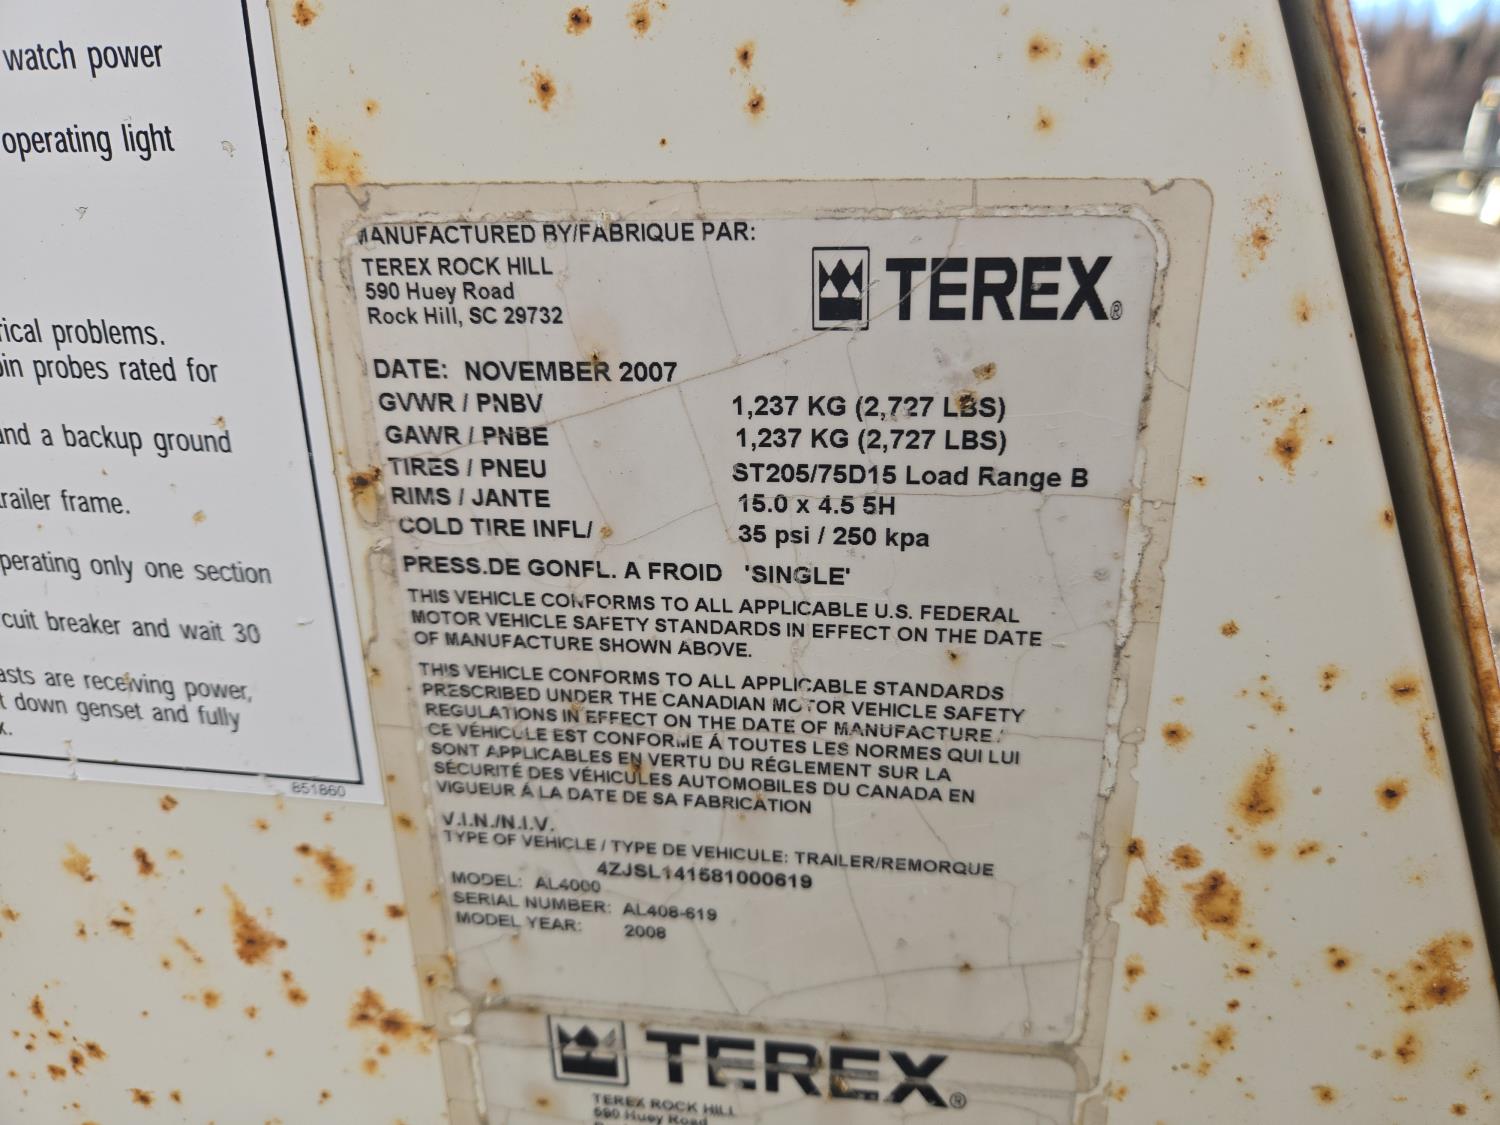 watch power
operating light
rical problems.
pin probes rated for
and a backup ground
trailer frame.
perating only one section
cuit breaker and wait 30
asts are receiving power,
t down genset and fully
x.
851860
MANUFACTURED BY/FABRIQUE PAR:
TEREX ROCK HILL
590 Huey Road
Rock Hill, SC 29732
TEREX®
DATE: NOVEMBER 2007
GVWR / PNBV 1,237 KG (2,727 LBS)
GAWR / PNBE 1,237 KG (2,727 LBS)
TIRES / PNEU ST205/75D15 Load Range B
RIMS / JANTE 15.0 x 4.5 5H
COLD TIRE INFL/ 35 psi / 250 kpa
PRESS.DE GONFL. A FROID 'SINGLE'
THIS VEHICLE CONFORMS TO ALL APPLICABLE U.S. FEDERAL
MOTOR VEHICLE SAFETY STANDARDS IN EFFECT ON THE DATE
OF MANUFACTURE SHOWN ABOVE.
THIS VEHICLE CONFORMS TO ALL APPLICABLE STANDARDS
PRESCRIBED UNDER THE CANADIAN MOTOR VEHICLE SAFETY
REGULATIONS IN EFFECT ON THE DATE OF MANUFACTURE.
CE VÉHICULE EST CONFORME Á TOUTES LES NORMES QUI LUI
SONT APPLICABLES EN VERTU DU RÉGLEMENT SUR LA
SÉCURITÉ DES VÉHICULES AUTOMOBILES DU CANADA EN
VIGUEUR Á LA DATE DE SA FABRICATION
V.I.N./N.I.V.
TYPE OF VEHICLE / TYPE DE VEHICULE: TRAILER/REMORQUE
4ZJSL141581000619
MODEL: AL4000
SERIAL NUMBER: AL408-619
MODEL YEAR: 2008
TEREX®
TEREX ROCK HILL
590 Huey Road